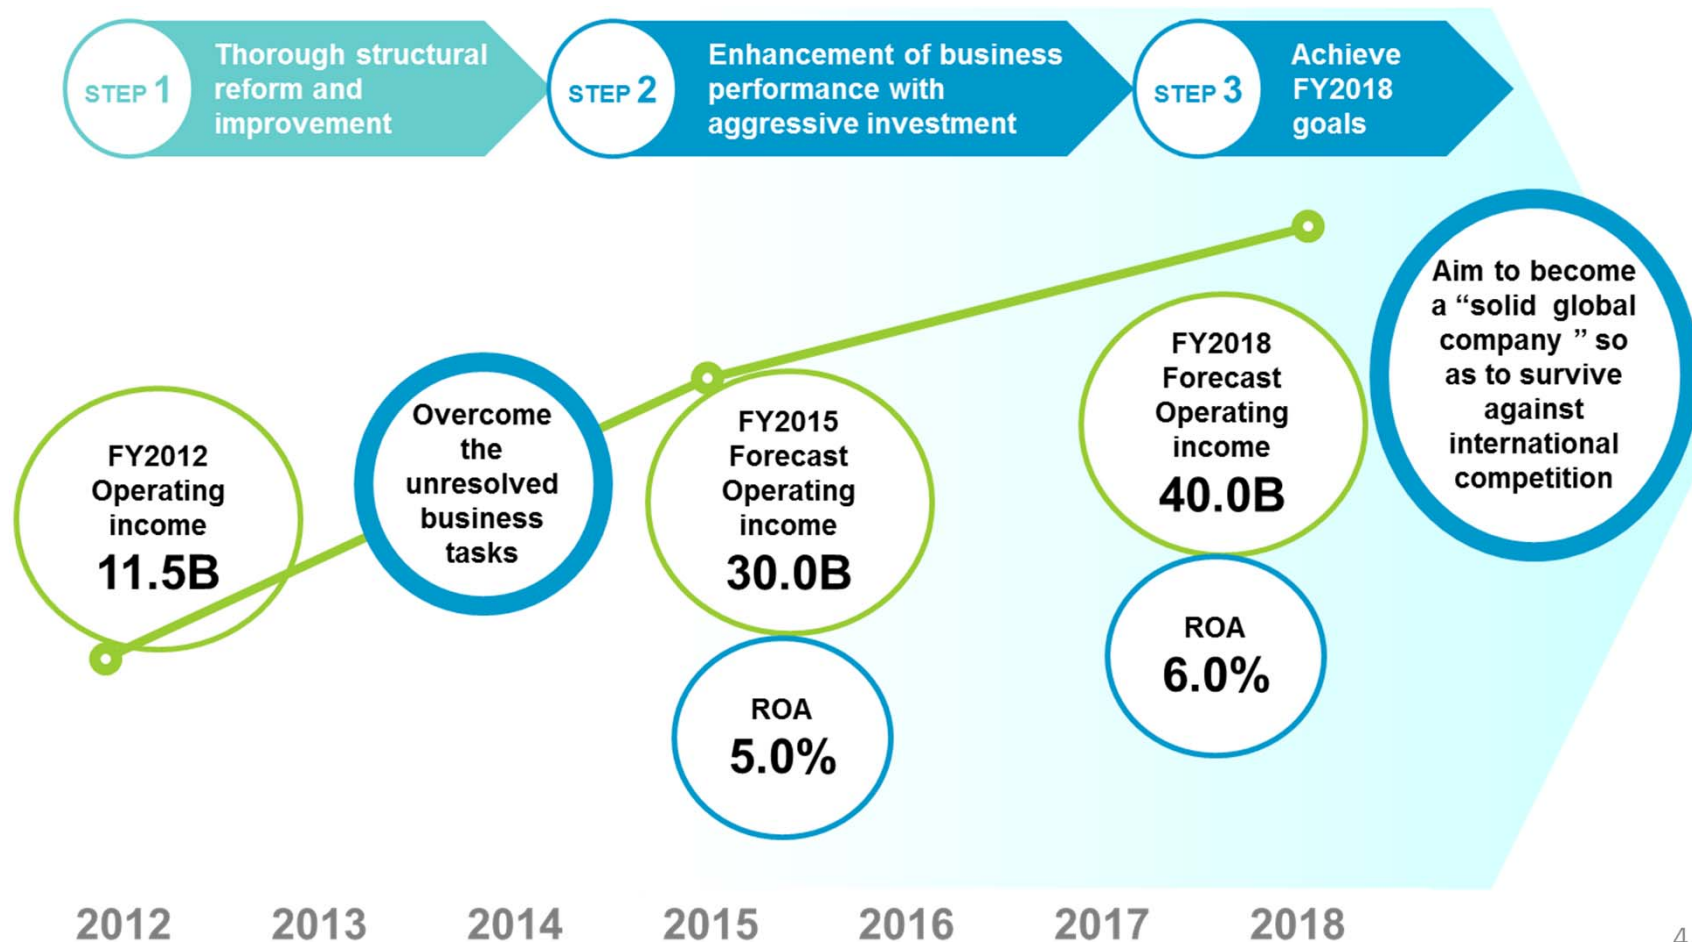 STEP 1
Thorough structural
reform and
improvement
STEP 2
Enhancement of business
performance with
aggressive investment
STEP 3
Achieve
FY2018
goals
FY2012
Operating
income
11.5B
Overcome
the
unresolved
business
tasks
FY2015
Forecast
Operating
income
30.0B
ROA
5.0%
FY2018
Forecast
Operating
income
40.0B
ROA
6.0%
Aim to become
a “solid global
company ” so
as to survive
against
international
competition
2012 2013 2014 2015 2016 2017 2018
4